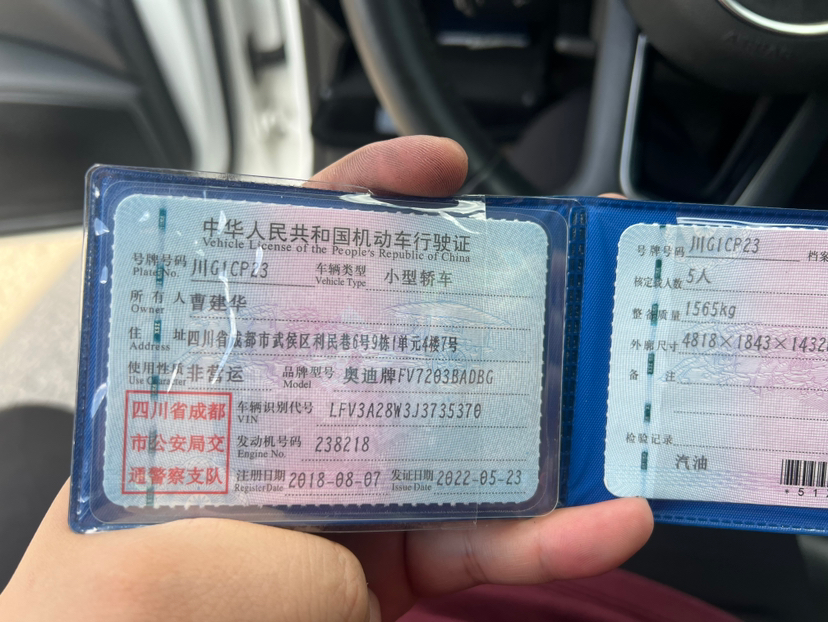 中华人民共和国机动车行驶证
Vehicle License of the People's Republic of China
号牌号码 川G1CP23 车辆类型 小型轿车
Plate No. Vehicle Type
所有人 曹建华
Owner
住址 四川省成都市武侯区利民巷6号9栋1单元4楼7号
Address
使用性质 非营运 品牌型号 奥迪牌FV7203BADBG
Use Character Model
四川省成都
市公安局交
通警察支队
车辆识别代号 LFV3A28W3J3735370
VIN
发动机号码 238218
Engine No.
注册日期 2018-08-07 发证日期 2022-05-23
Register Date Issue Date
号牌号码 川G1CP23 档案
核定载人数 5人
整备质量 1565kg
外廓尺寸 4818×1843×1432
备注
检验记录
汽油